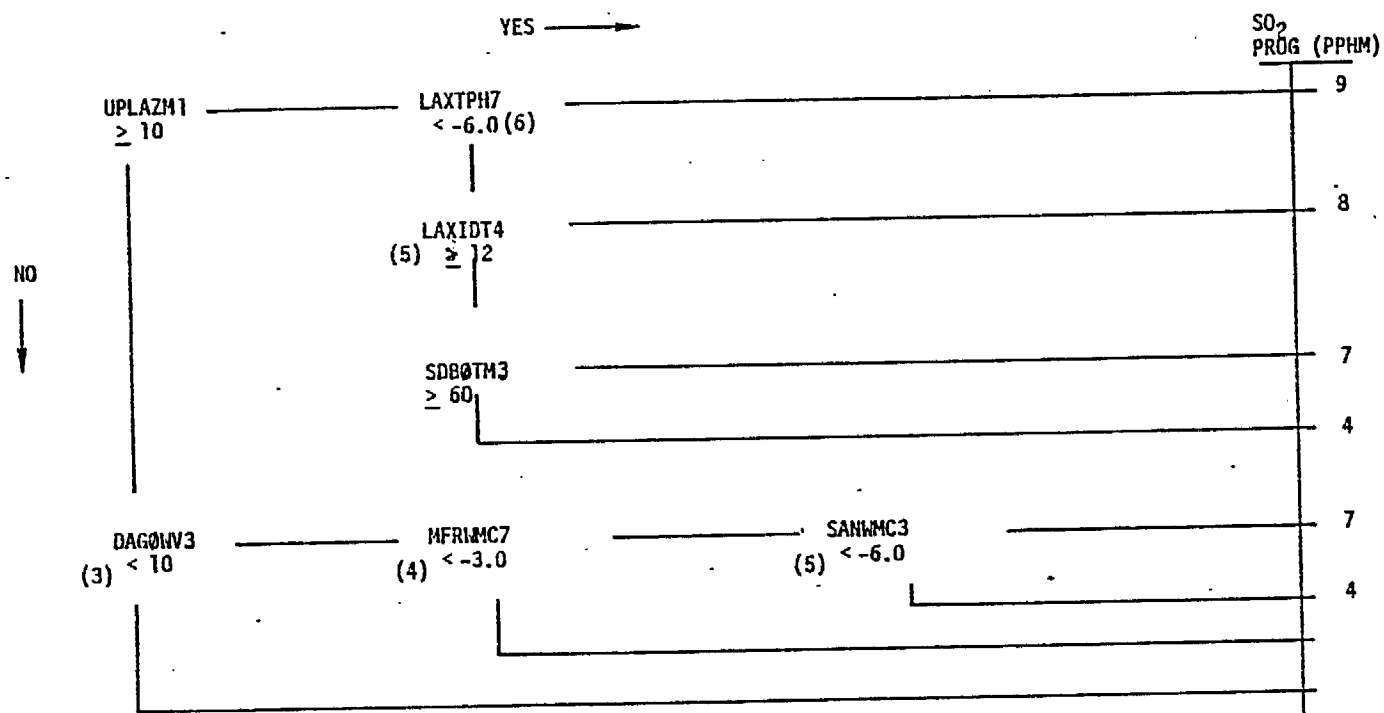 YES
SO2
PROG (PPHM)
UPLAZM1
≥ 10
LAXTPH7
< -6.0 (6)
9
LAXIDT4
(5) ≥ 12
8
NO
SDBØTM3
≥ 60
7
4
DAGØWV3
(3) < 10
MFRWMC7
(4) < -3.0
SANWMC3
(5) < -6.0
7
4